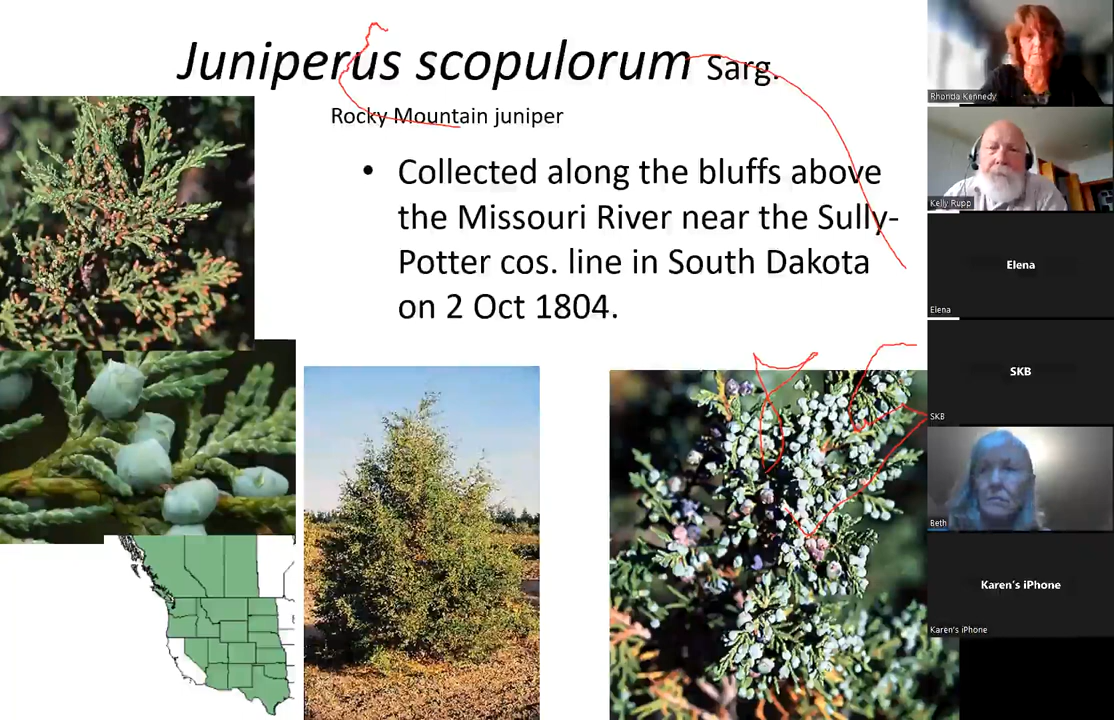 Juniperus scopulorum Sarg.
Rocky Mountain juniper
• Collected along the bluffs above
the Missouri River near the Sully-
Potter cos. line in South Dakota
on 2 Oct 1804.
Rhonda Kennedy
Kelly Rupp
Elena
Elena
SKB
SKB
Beth
Karen's iPhone
Karen's iPhone